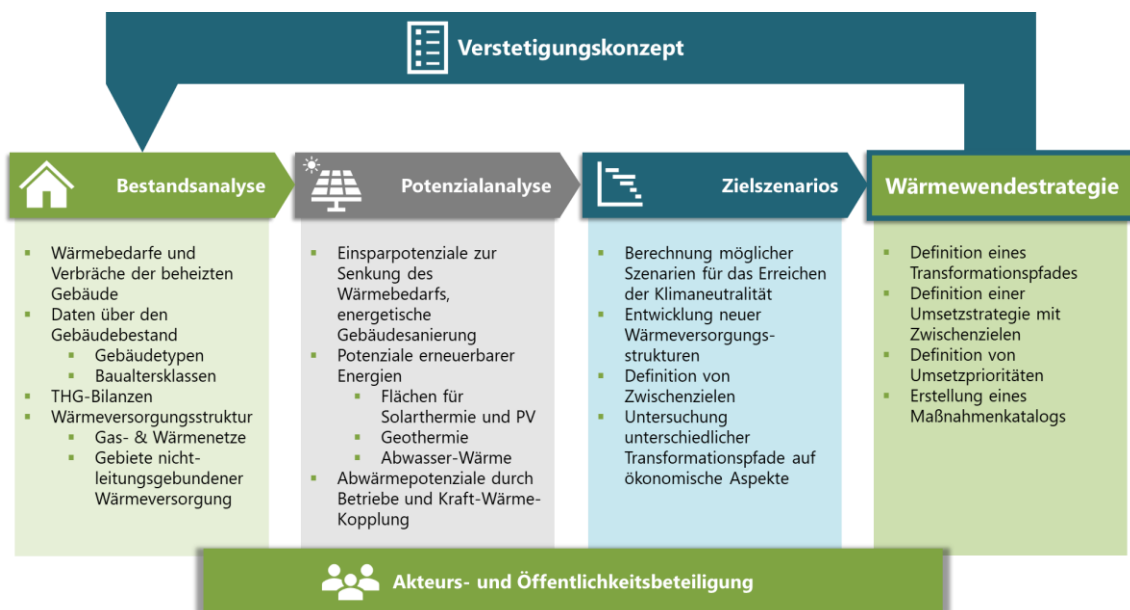 Verstetigungskonzept
Bestandsanalyse
▪ Wärmebedarfe und
Verbräche der beheizten
Gebäude
▪ Daten über den
Gebäudebestand
▪ Gebäudetypen
▪ Baualtersklassen
▪ THG-Bilanzen
▪ Wärmeversorgungsstruktur
▪ Gas- & Wärmenetze
▪ Gebiete nicht-
leitungsgebundener
Wärmeversorgung
Potenzialanalyse
▪ Einsparpotenziale zur
Senkung des
Wärmebedarfs,
energetische
Gebäudesanierung
▪ Potenziale erneuerbarer
Energien
▪ Flächen für
Solarthermie und PV
▪ Geothermie
▪ Abwasser-Wärme
▪ Abwärmepotenziale durch
Betriebe und Kraft-Wärme-
Kopplung
Zielszenarios
▪ Berechnung möglicher
Szenarien für das Erreichen
der Klimaneutralität
▪ Entwicklung neuer
Wärmeversorgungs-
strukturen
▪ Definition von
Zwischenzielen
▪ Untersuchung
unterschiedlicher
Transformationspfade auf
ökonomische Aspekte
Wärmewendestrategie
▪ Definition eines
Transformationspfades
▪ Definition einer
Umsetzstrategie mit
Zwischenzielen
▪ Definition von
Umsetzprioritäten
▪ Erstellung eines
Maßnahmenkatalogs
Akteurs- und Öffentlichkeitsbeteiligung